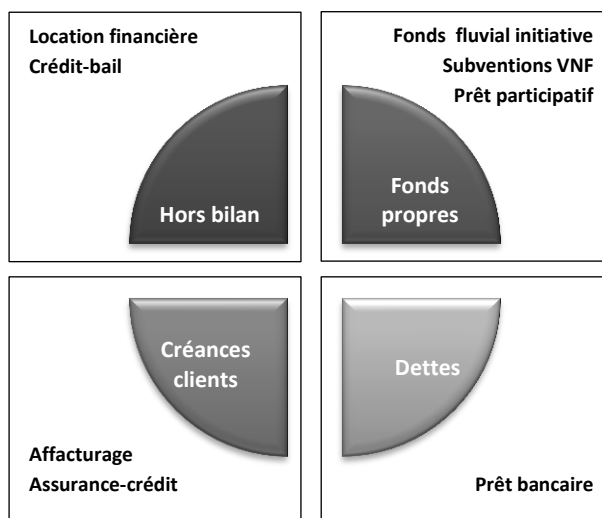 Location financière
Crédit-bail
Hors bilan
Fonds fluvial initiative
Subventions VNF
Prêt participatif
Fonds
propres
Créances
clients
Affacturage
Assurance-crédit
Dettes
Prêt bancaire